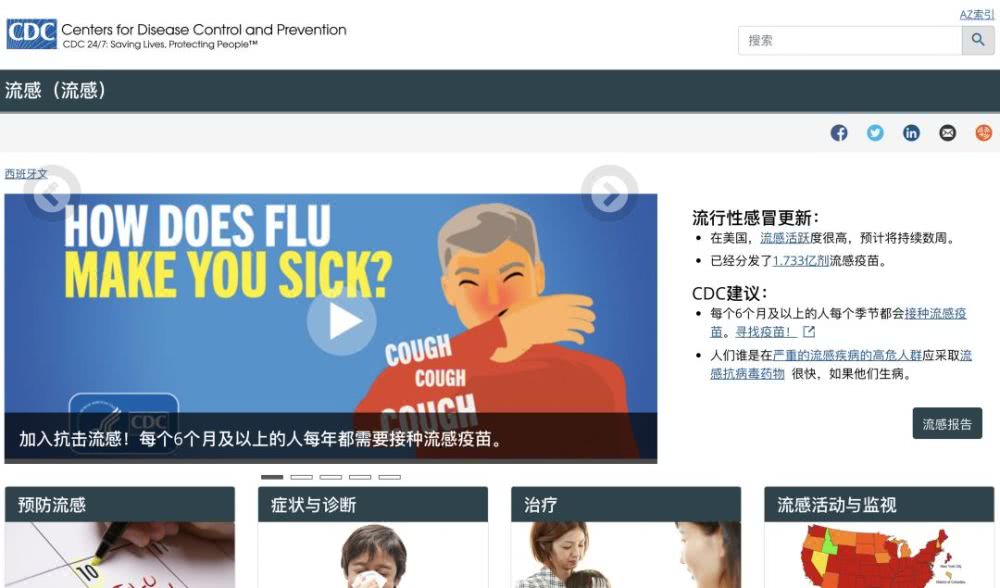 AZ索引
CDC
Centers for Disease Control and Prevention
CDC 24/7: Saving Lives, Protecting People™
搜索
流感（流感）
西班牙文
HOW DOES FLU
MAKE YOU SICK?
COUGH
COUGH
COUGH
CDC
加入抗击流感！每个6个月及以上的人每年都需要接种流感疫苗。
流行性感冒更新：
在美国，流感活跃度很高，预计将持续数周。
已经分发了1.733亿剂流感疫苗。
CDC建议：
每个6个月及以上的人每个季节都会接种流感疫
苗。寻找疫苗！
人们谁是在严重的流感疾病的高危人群应采取流
感抗病毒药物 很快，如果他们生病。
流感报告
预防流感
症状与诊断
治疗
流感活动与监视
10
11
New York City
District of Columbia